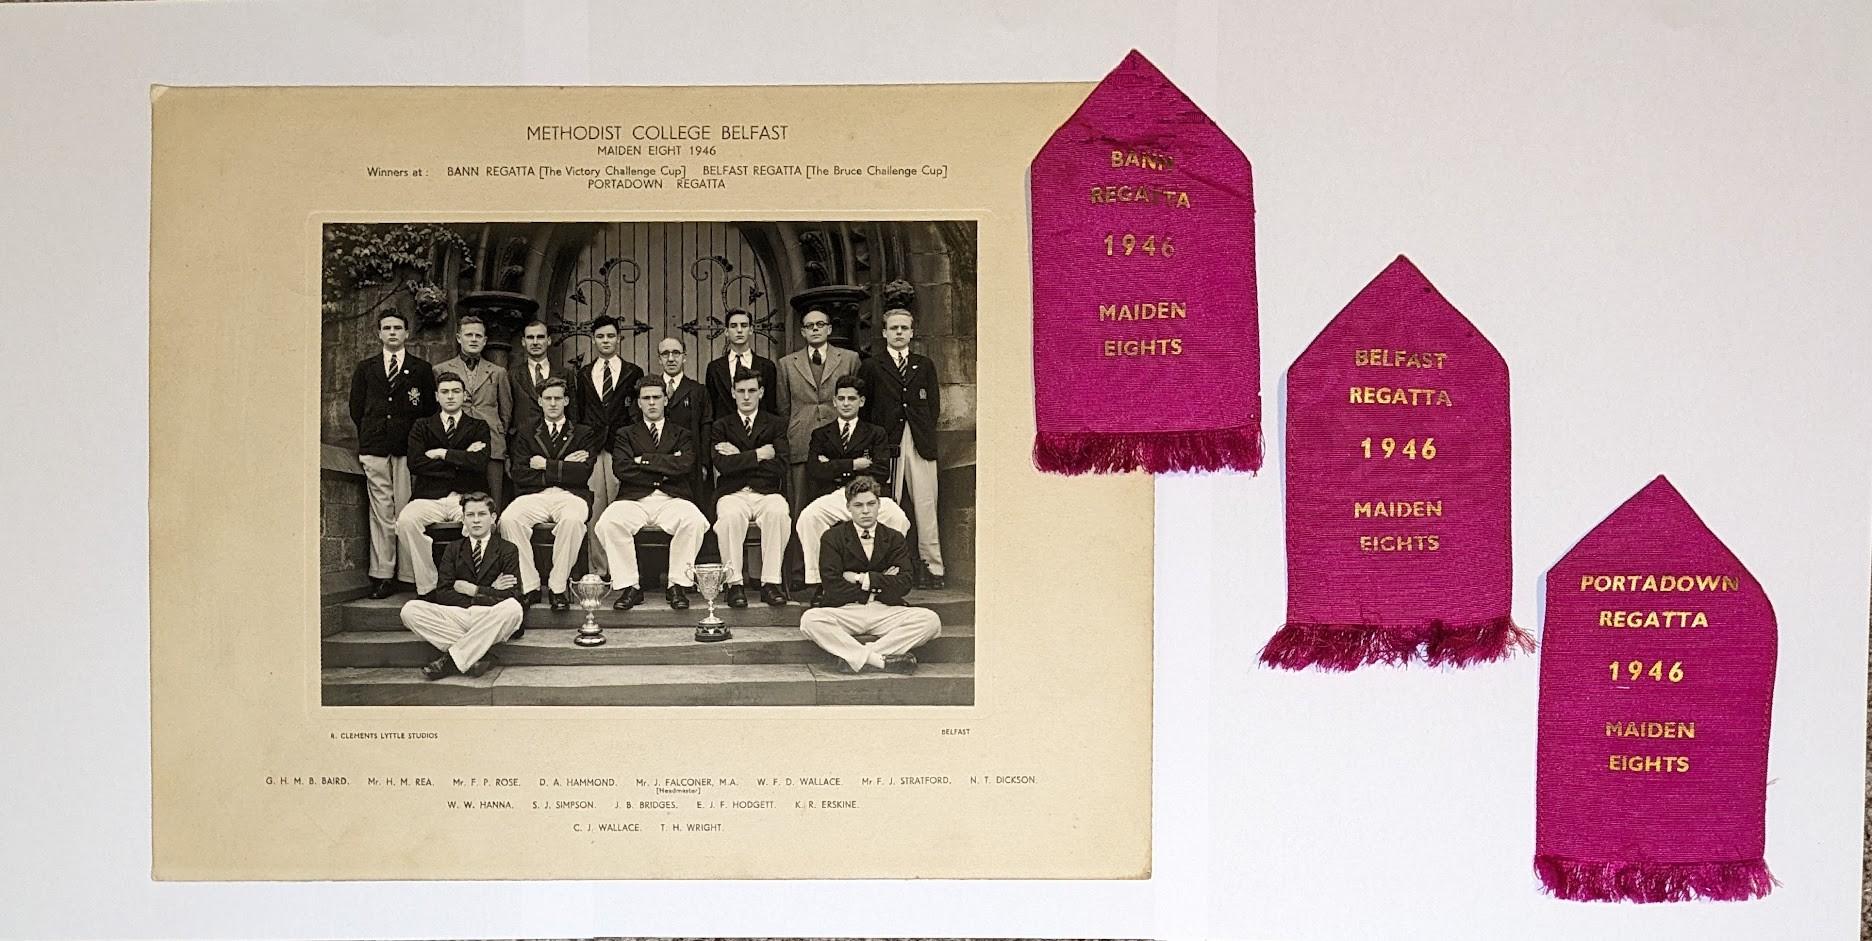 METHODIST COLLEGE BELFAST
MAIDEN EIGHT 1946
Winners at : BANN REGATTA [The Victory Challenge Cup] BELFAST REGATTA [The Bruce Challenge Cup]
PORTADOWN REGATTA
R. CLEMENTS LYTTLE STUDIOS BELFAST
G. H. M. B. BAIRD. Mr. H. M. REA. Mr. F. P. ROSE. D. A. HAMMOND. Mr. J. FALCONER, M.A. W. F. D. WALLACE. Mr F. J. STRATFORD. N. T. DICKSON.
[Headmaster]
W. W. HANNA. S. J. SIMPSON. J. B. BRIDGES. E. J. F. HODGETT. K. R. ERSKINE.
C. J. WALLACE. T. H. WRIGHT.
BANN
REGATTA
1946
MAIDEN
EIGHTS
BELFAST
REGATTA
1946
MAIDEN
EIGHTS
PORTADOWN
REGATTA
1946
MAIDEN
EIGHTS